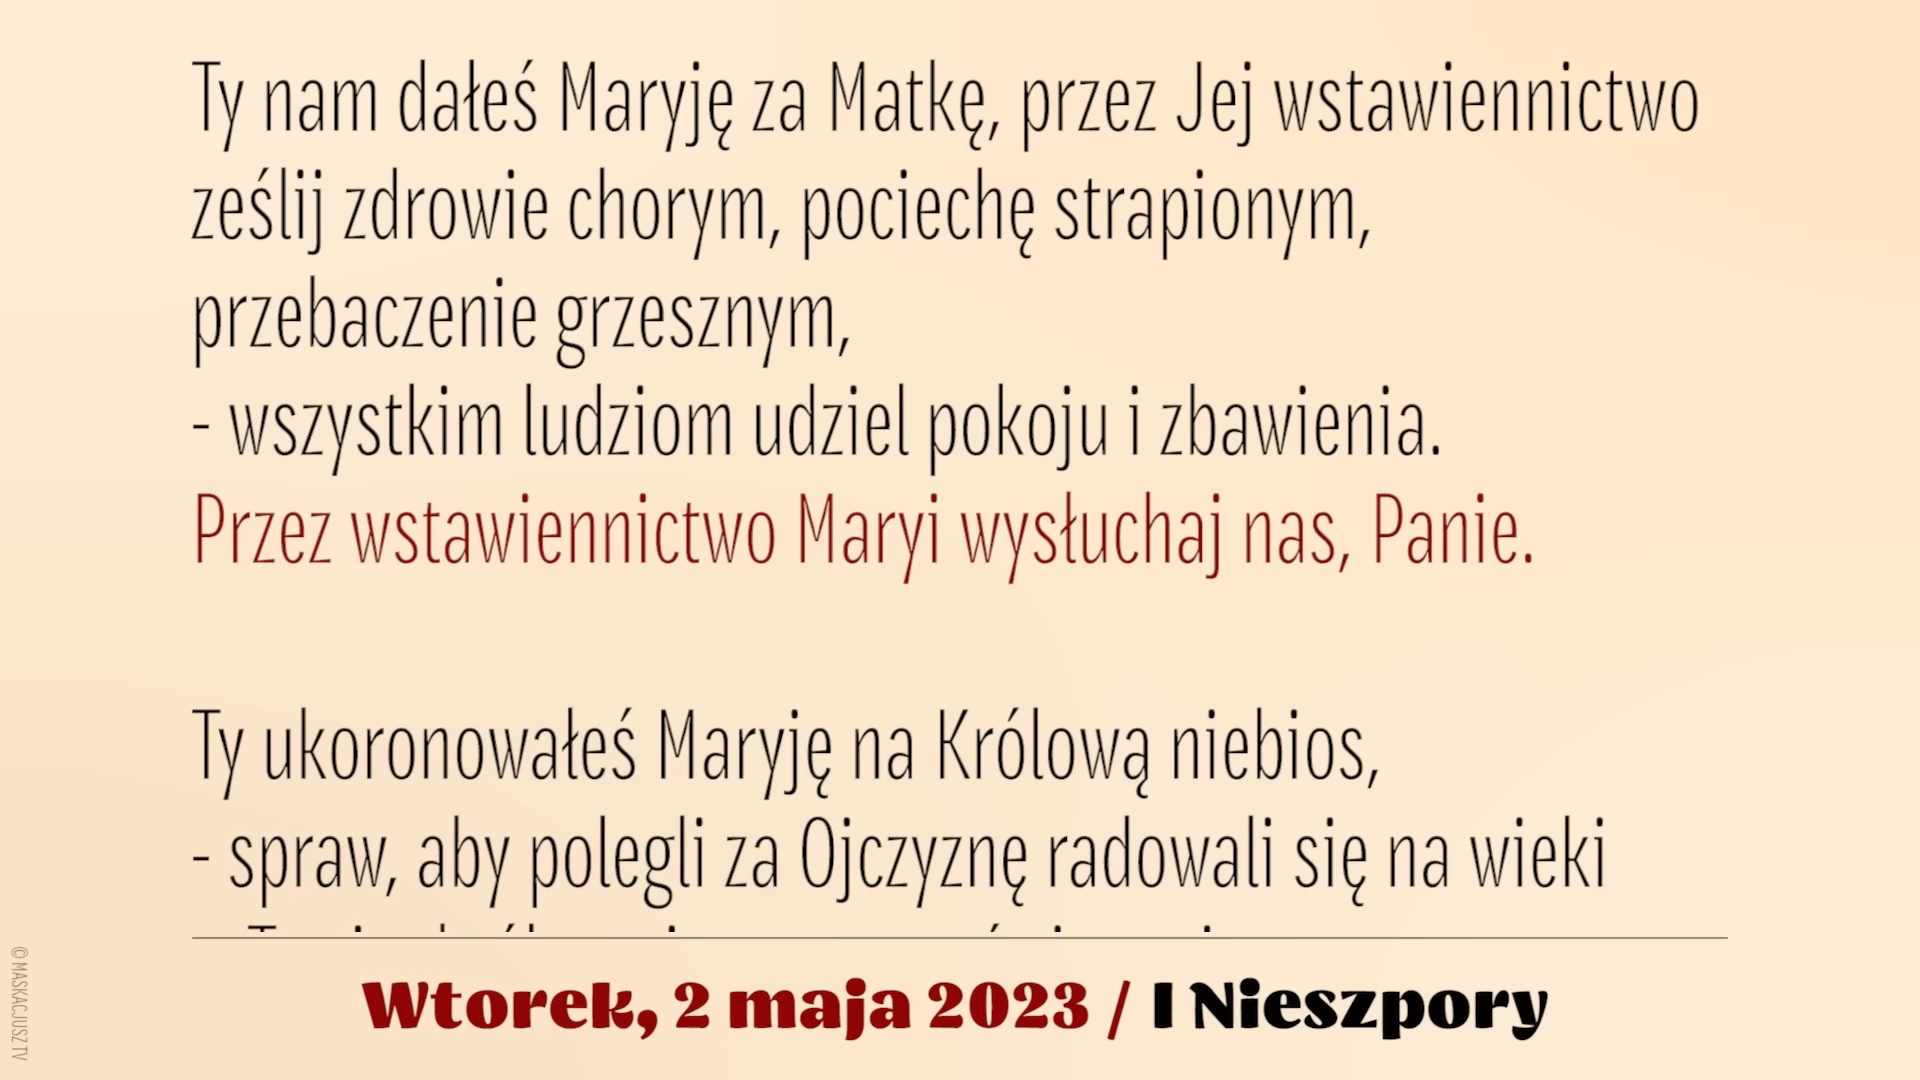 Ty nam dałeś Maryję za Matkę, przez Jej wstawiennictwo
ześlij zdrowie chorym, pociechę strapionym,
przebaczenie grzesznym,
- wszystkim ludziom udziel pokoju i zbawienia.
Przez wstawiennictwo Maryi wysłuchaj nas, Panie.
Ty ukoronowałeś Maryję na Królową niebios,
- spraw, aby polegli za Ojczyznę radowali się na wieki
Wtorek, 2 maja 2023 / I Nieszpory
© MASKACJUSZ TV